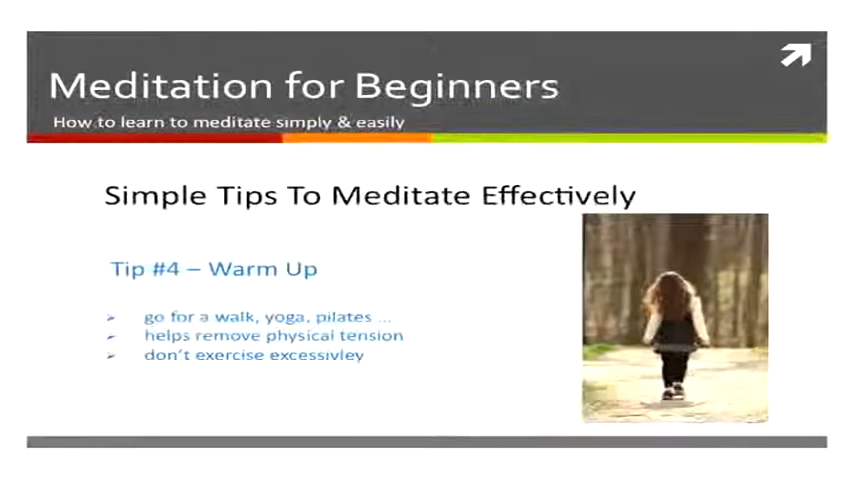 Meditation for Beginners
How to learn to meditate simply & easily
Simple Tips To Meditate Effectively
Tip #4 – Warm Up
go for a walk, yoga, pilates ...
helps remove physical tension
don't exercise excessivley